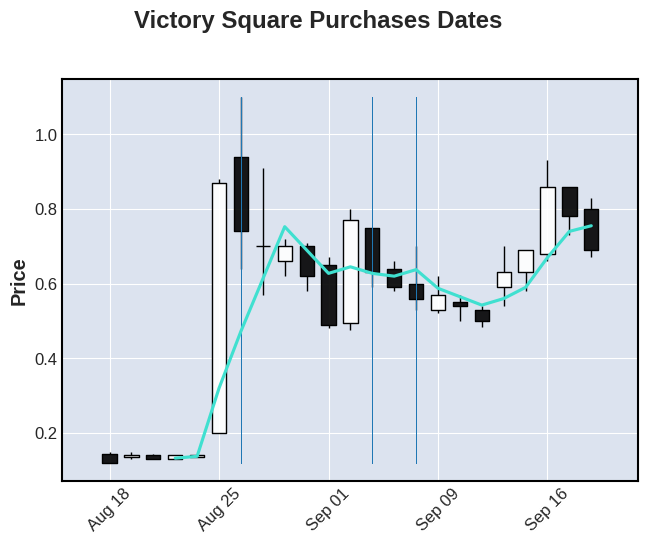 Victory Square Purchases Dates
Price
1.0
0.8
0.6
0.4
0.2
Aug 18
Aug 25
Sep 01
Sep 09
Sep 16